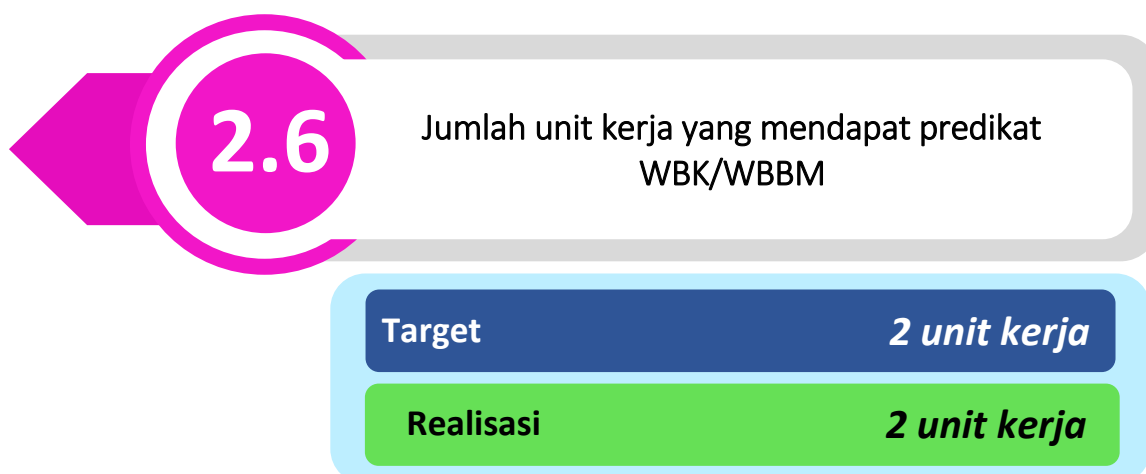 2.6
Jumlah unit kerja yang mendapat predikat
WBK/WBBM
Target 2 unit kerja
Realisasi 2 unit kerja